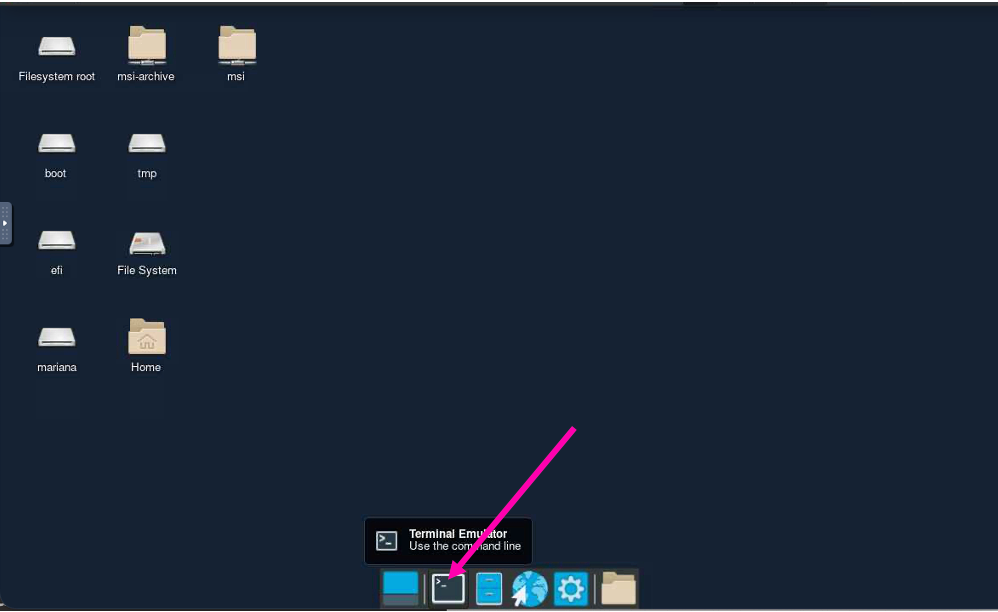 Filesystem root
msi-archive
msi
boot
tmp
efi
File System
mariana
Home
Terminal Emulator
Use the command line